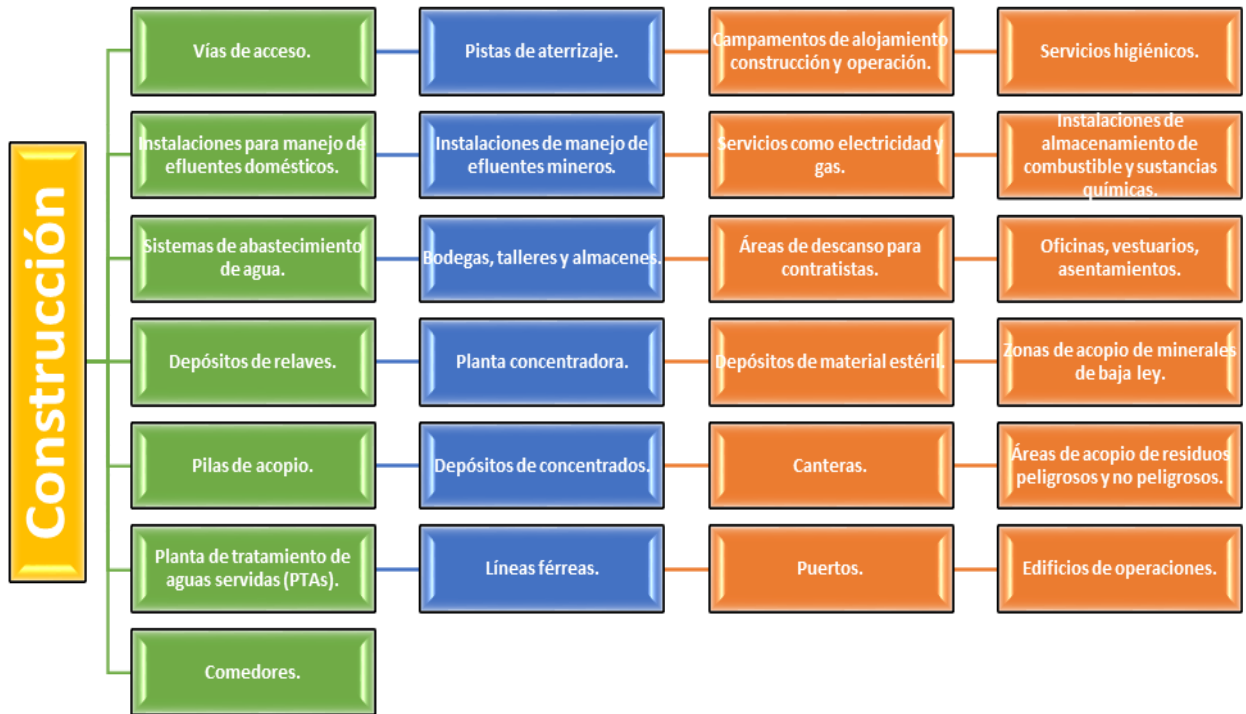 Construcción
Vías de acceso.
Pistas de aterrizaje.
Campamentos de alojamiento
construcción y operación.
Servicios higiénicos.
Instalaciones para manejo de
efluentes domésticos.
Instalaciones de manejo de
efluentes mineros.
Servicios como electricidad y
gas.
Instalaciones de
almacenamiento de
combustible y sustancias
químicas.
Sistemas de abastecimiento
de agua.
Bodegas, talleres y almacenes.
Áreas de descanso para
contratistas.
Oficinas, vestuarios,
asentamientos.
Depósitos de relaves.
Planta concentradora.
Depósitos de material estéril.
Zonas de acopio de minerales
de baja ley.
Pilas de acopio.
Depósitos de concentrados.
Canteras.
Áreas de acopio de residuos
peligrosos y no peligrosos.
Planta de tratamiento de
aguas servidas (PTAs).
Líneas férreas.
Puertos.
Edificios de operaciones.
Comedores.